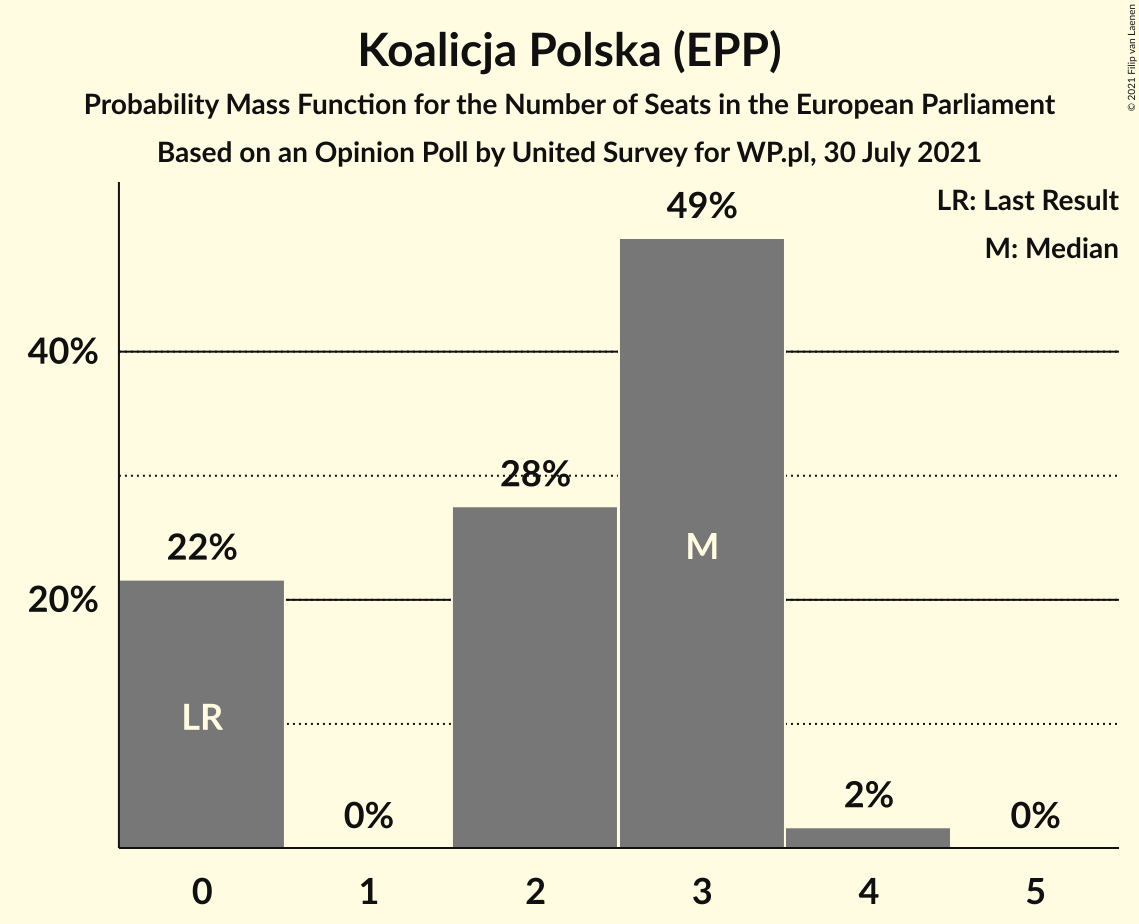 Koalicja Polska (EPP)
Probability Mass Function for the Number of Seats in the European Parliament
Based on an Opinion Poll by United Survey for WP.pl, 30 July 2021
© 2021 Filip van Laenen
LR: Last Result
M: Median
40%
20%
22%
0%
28%
49%
2%
0%
LR
M
0 1 2 3 4 5